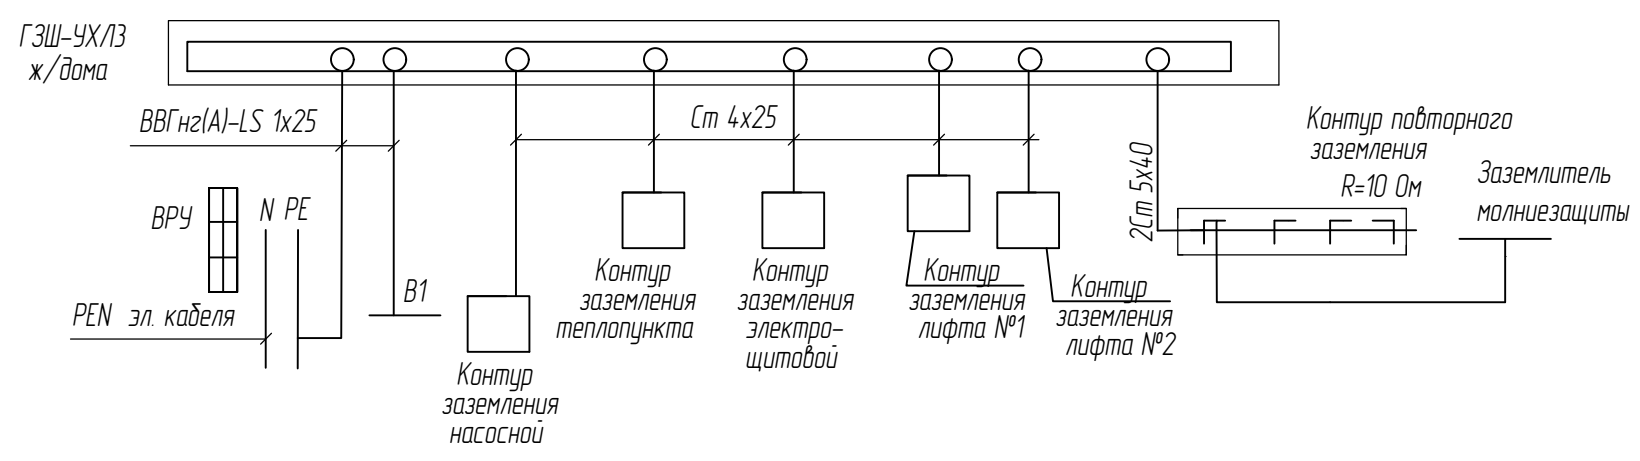 ГЗШ-УХЛ3
ж/дома
ВВГнг(А)-LS 1х25
Ст 4х25
ВРУ
N
PE
PEN эл. кабеля
В1
Контур
заземления
насосной
Контур
заземления
теплопункта
Контур
заземления
электро-
щитовой
Контур
заземления
лифта №1
Контур
заземления
лифта №2
2Ст 5х40
Контур повторного
заземления
R=10 Ом
Заземлитель
молниезащиты